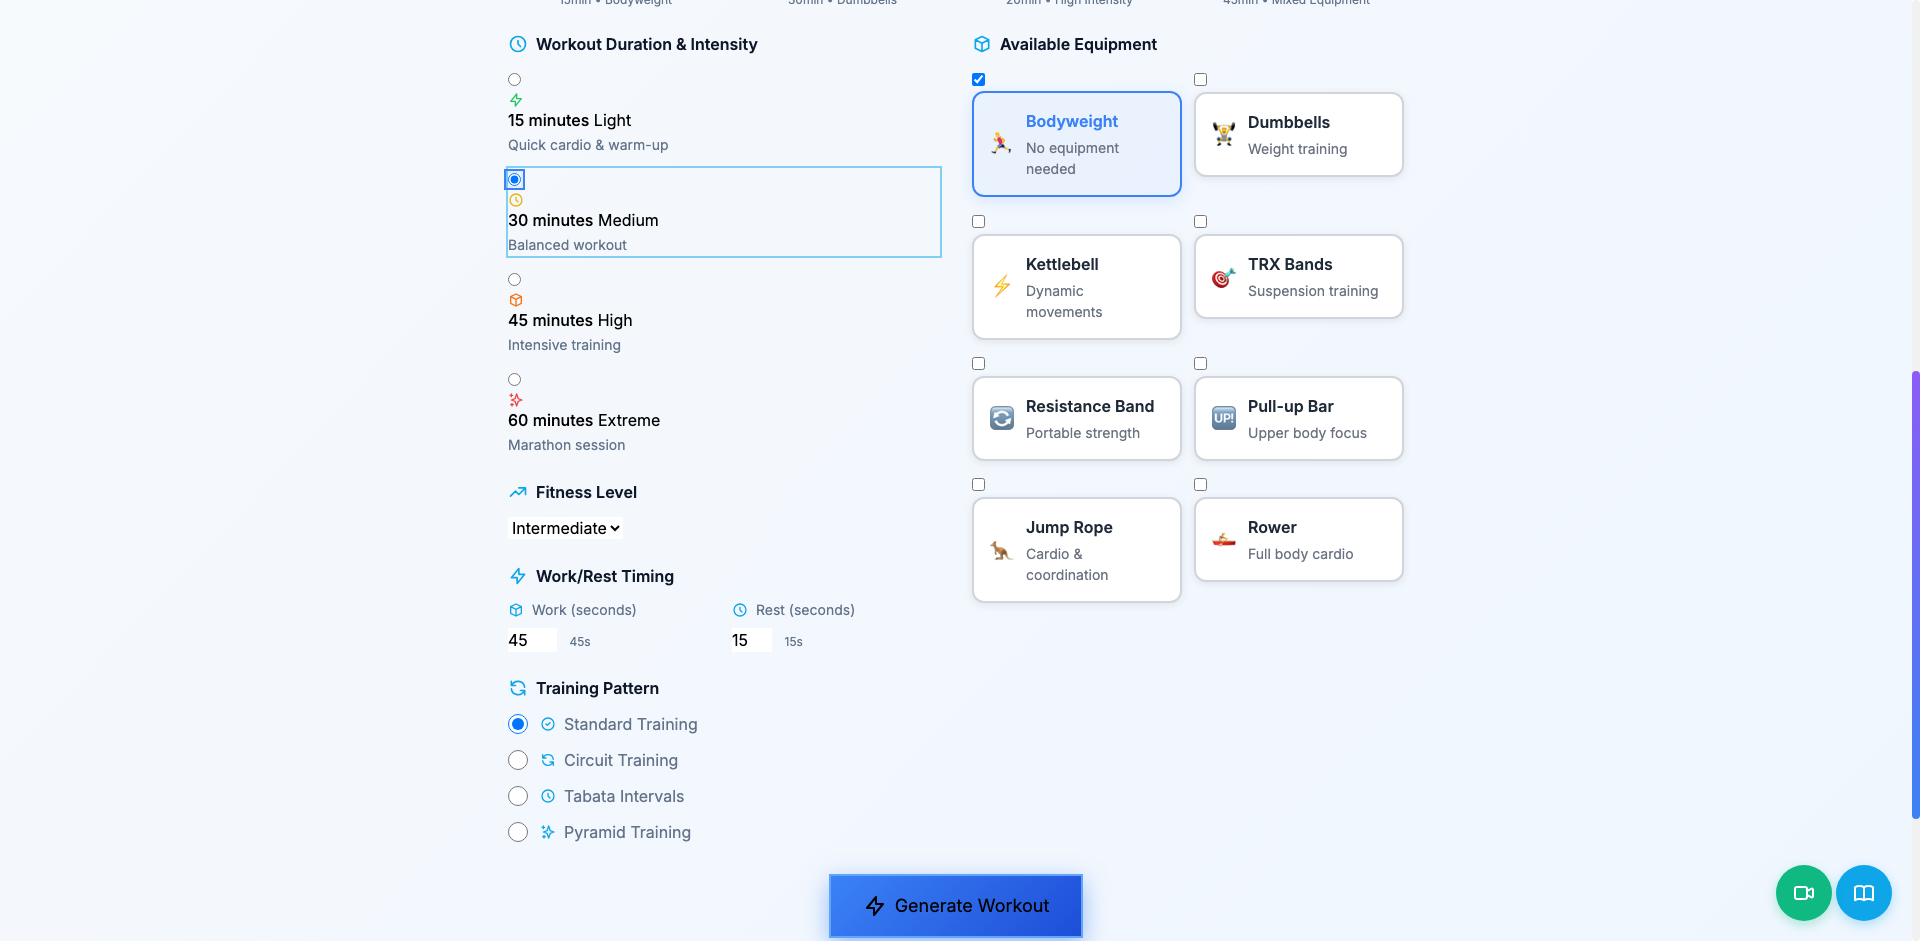 15min • Bodyweight
30min • Dumbbells
20min • High Intensity
45min • Mixed Equipment
Workout Duration & Intensity
15 minutes Light
Quick cardio & warm-up
30 minutes Medium
Balanced workout
45 minutes High
Intensive training
60 minutes Extreme
Marathon session
Fitness Level
Intermediate
Work/Rest Timing
Work (seconds)
45 45s
Rest (seconds)
15 15s
Training Pattern
Standard Training
Circuit Training
Tabata Intervals
Pyramid Training
Available Equipment
Bodyweight
No equipment
needed
Dumbbells
Weight training
Kettlebell
Dynamic
movements
TRX Bands
Suspension training
Resistance Band
Portable strength
UP!
Pull-up Bar
Upper body focus
Jump Rope
Cardio &
coordination
Rower
Full body cardio
Generate Workout